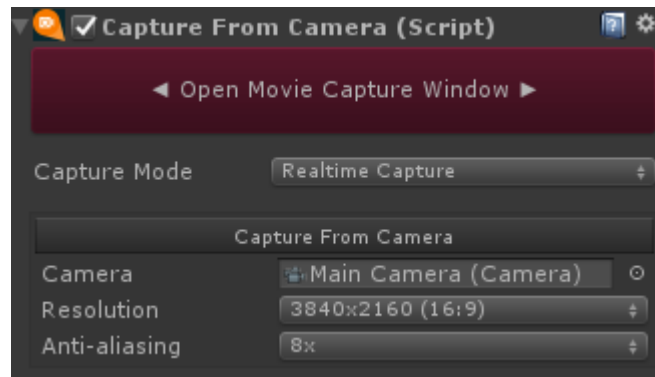 Capture From Camera (Script)
◄ Open Movie Capture Window ►
Capture Mode Realtime Capture
Capture From Camera
Camera Main Camera (Camera)
Resolution 3840x2160 (16:9)
Anti-aliasing 8x